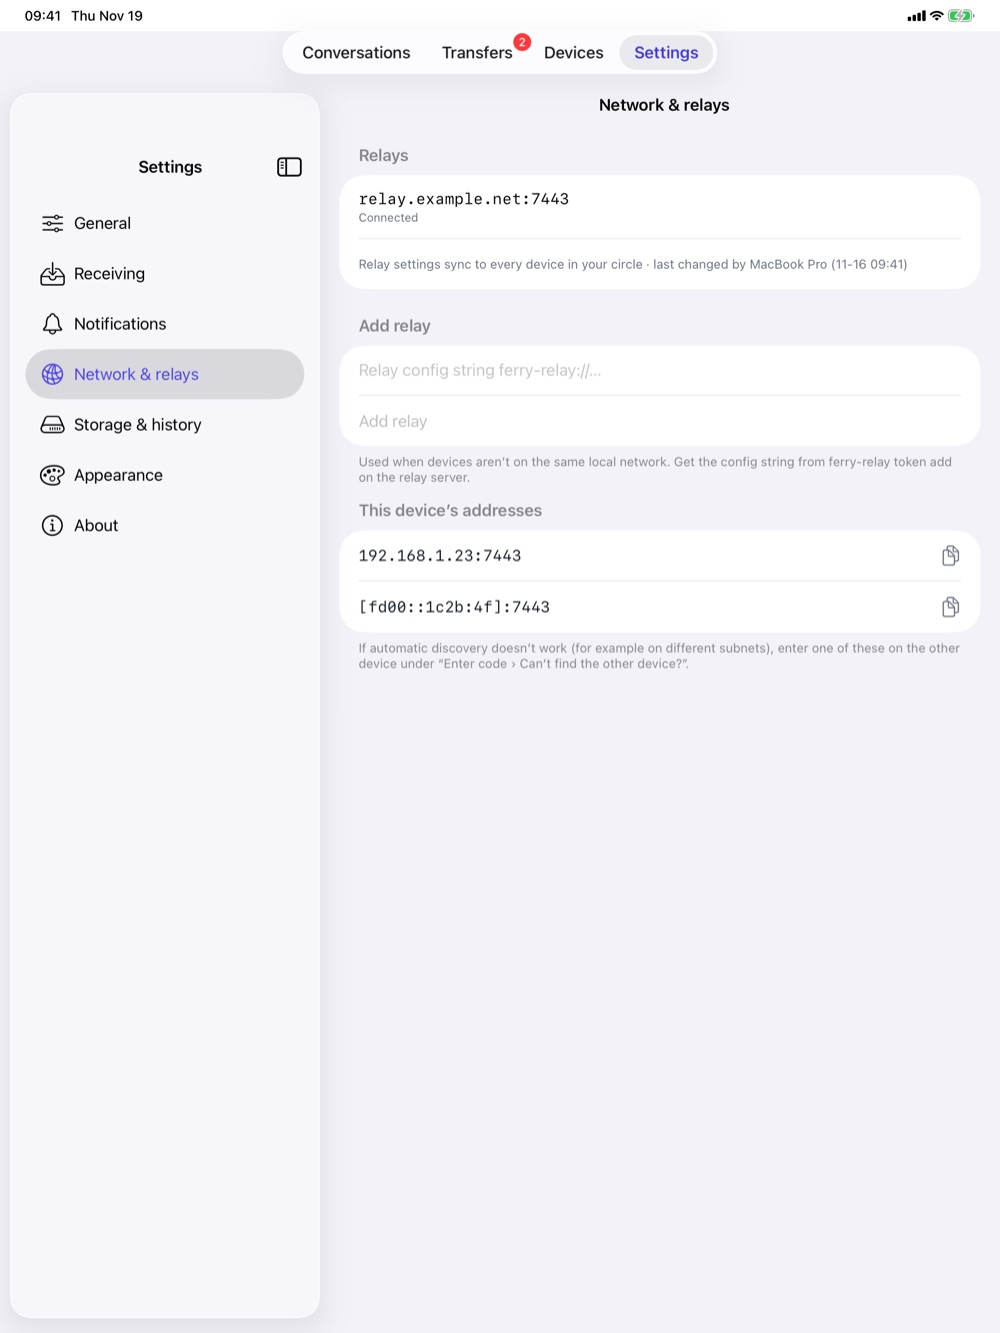 09:41 Thu Nov 19
Conversations
Transfers
2
Devices
Settings
Settings
General
Receiving
Notifications
Network & relays
Storage & history
Appearance
About
Network & relays
Relays
relay.example.net:7443
Connected
Relay settings sync to every device in your circle · last changed by MacBook Pro (11-16 09:41)
Add relay
Relay config string ferry-relay://...
Add relay
Used when devices aren't on the same local network. Get the config string from ferry-relay token add
on the relay server.
This device's addresses
192.168.1.23:7443
[fd00::1c2b:4f]:7443
If automatic discovery doesn't work (for example on different subnets), enter one of these on the other
device under “Enter code › Can't find the other device?”.